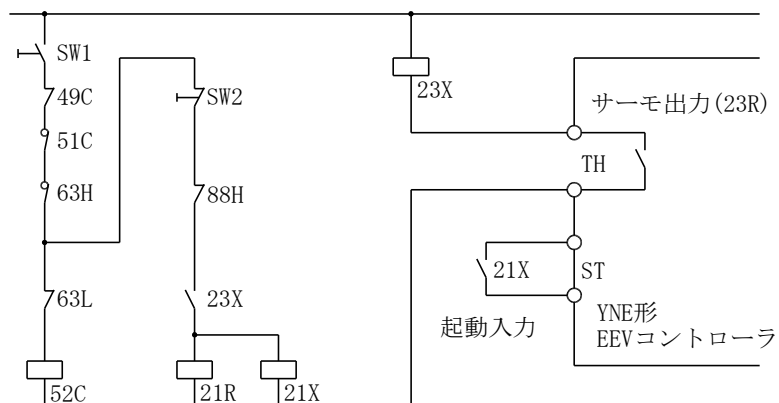 SW1
49C
51C
63H
63L
52C
SW2
88H
23X
21R
21X
23X
サーモ出力(23R)
TH
21X
ST
起動入力
YNE形
EEVコントローラ